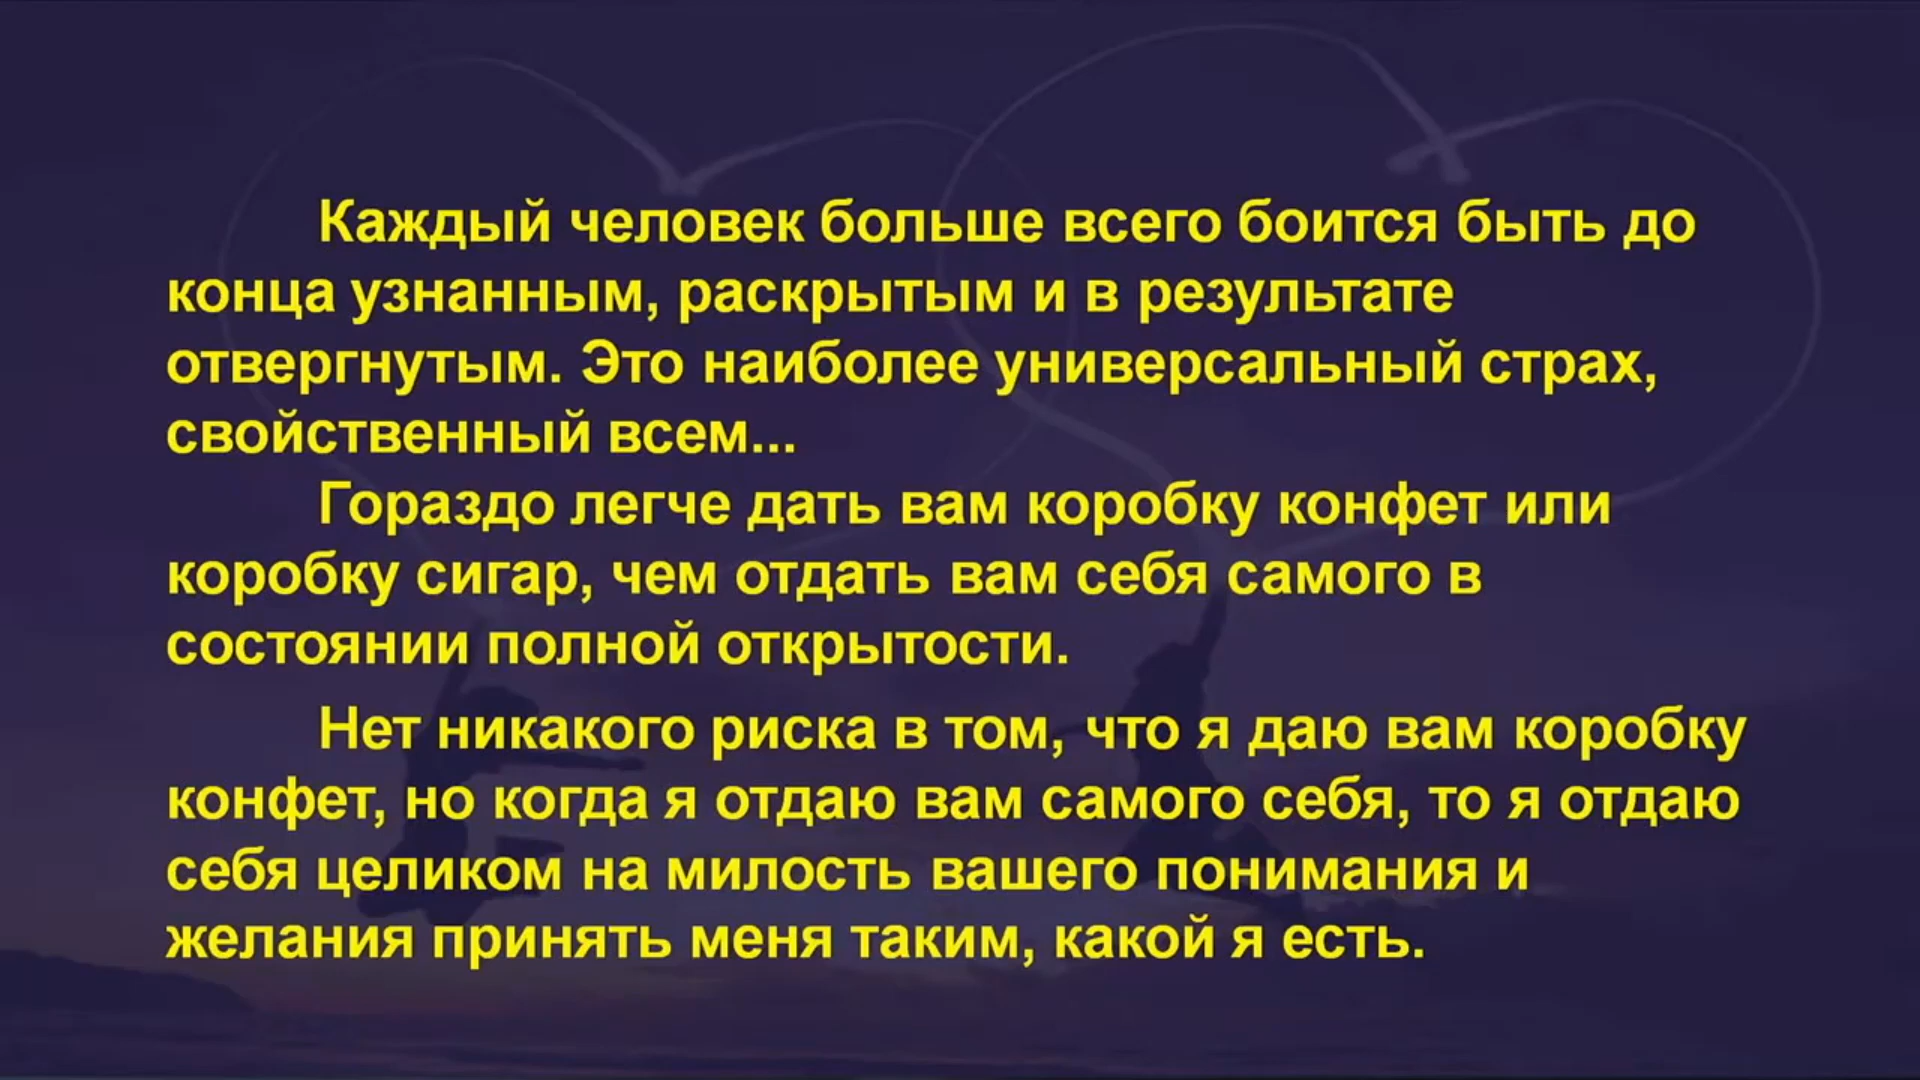 Каждый человек больше всего боится быть до
конца узнанным, раскрытым и в результате
отвергнутым. Это наиболее универсальный страх,
свойственный всем...
Гораздо легче дать вам коробку конфет или
коробку сигар, чем отдать вам себя самого в
состоянии полной открытости.
Нет никакого риска в том, что я даю вам коробку
конфет, но когда я отдаю вам самого себя, то я отдаю
себя целиком на милость вашего понимания и
желания принять меня таким, какой я есть.